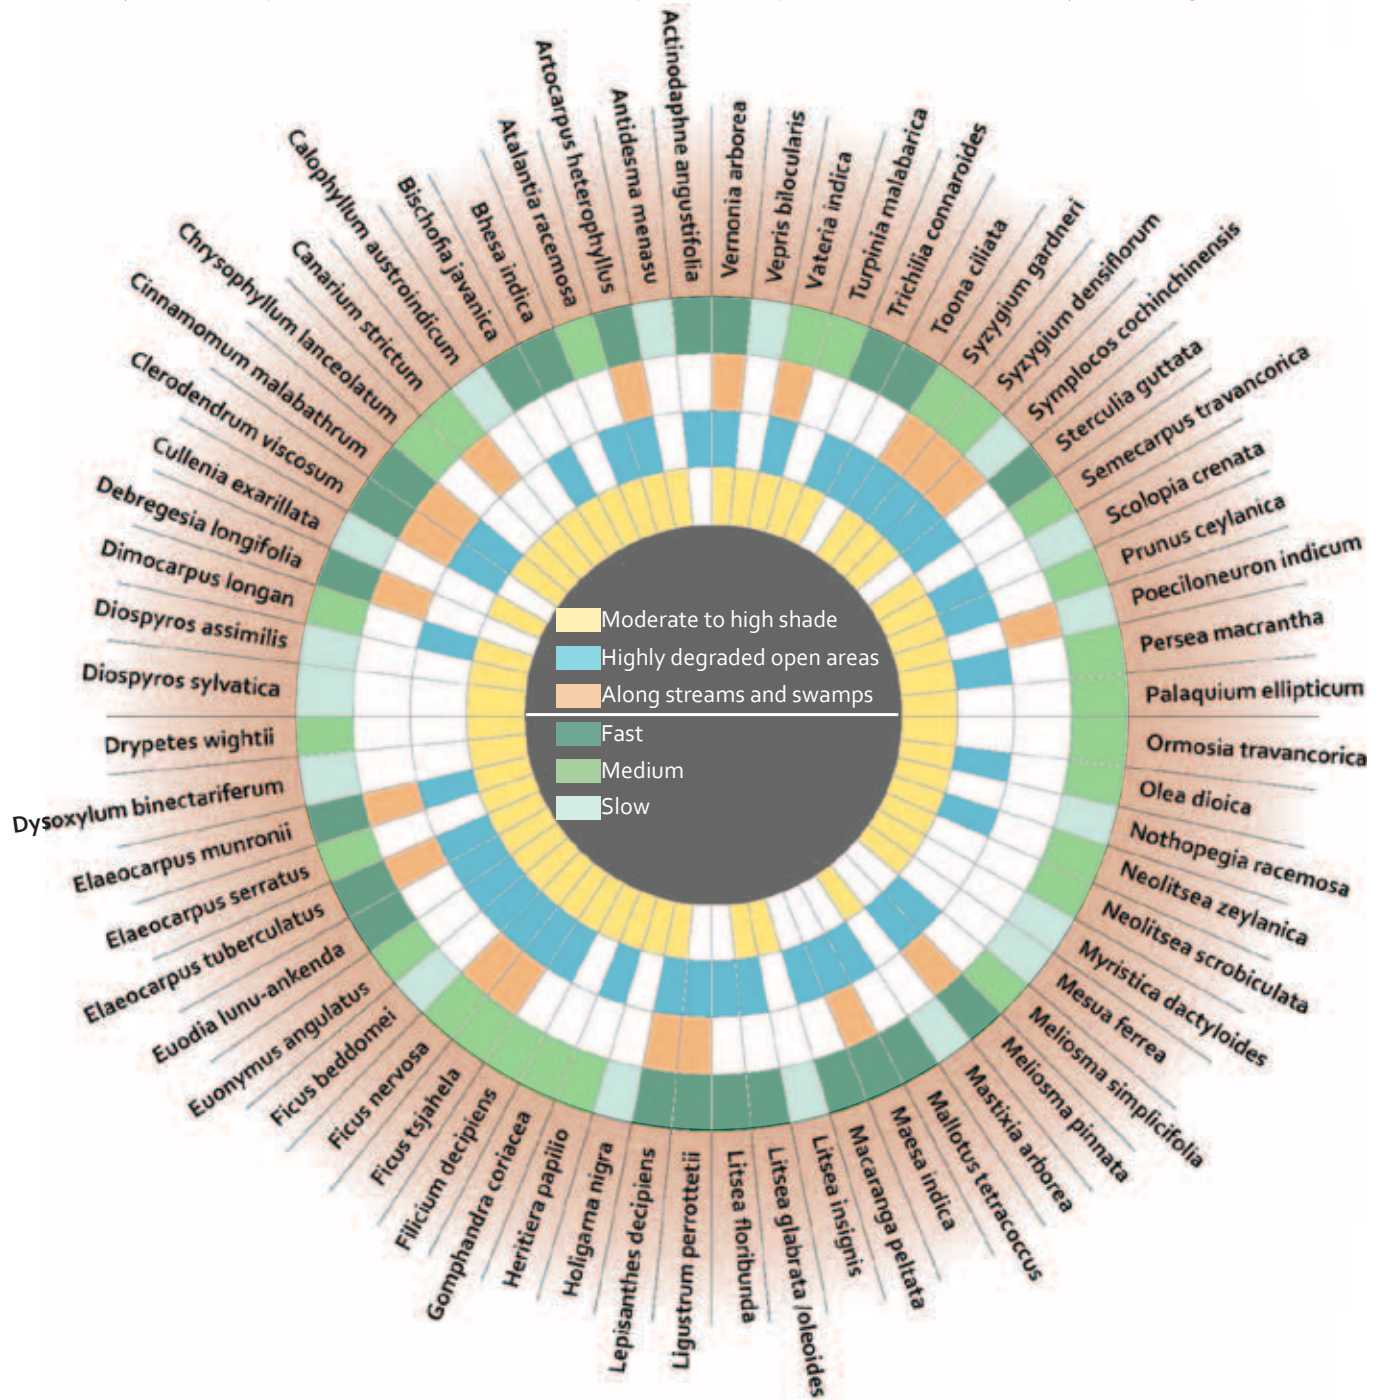 Actinodaphne angustifolia
Vernonia arborea
Vepris bilocularis
Vateria indica
Turpinia malabarica
Trichilia connaroides
Toona ciliata
Syzygium gardneri
Syzygium densiflorum
Symplocos cochinchinensis
Sterculia guttata
Semecarpus travancorica
Scolopia crenata
Prunus ceylanica
Poeciloneuron indicum
Persea macrantha
Palaquium ellipticum
Ormosia travancorica
Olea dioica
Nothopegia racemosa
Neolitsea zeylanica
Neolitsea scrobiculata
Myristica dactyloides
Mesua ferrea
Meliosma simplicifolia
Meliosma pinnata
Mastixia arborea
Mallotus tetracoccus
Maesa indica
Macaranga peltata
Litsea insignis
Litsea glabrata /oleoides
Litsea floribunda
Ligustrum perrottetii
Lepisanthes decipiens
Holigarna nigra
Heritiera papilio
Gomphandra coriacea
Filicium decipiens
Ficus tsjahela
Ficus nervosa
Ficus beddomei
Euonymus angulatus
Euodia lunu-ankenda
Elaeocarpus tuberculatus
Elaeocarpus serratus
Elaeocarpus munronii
Dysoxylum binectariferum
Drypetes wightii
Diospyros sylvatica
Diospyros assimilis
Dimocarpus longan
Debregesia longifolia
Cullenia exarillata
Clerodendrum viscosum
Cinnamomum malabathrum
Chrysophyllum lanceolatum
Canarium strictum
Calophyllum austroindicum
Bischofia javanica
Bhesa indica
Atalantia racemosa
Artocarpus heterophyllus
Antidesma menasu
Moderate to high shade
Highly degraded open areas
Along streams and swamps
Fast
Medium
Slow